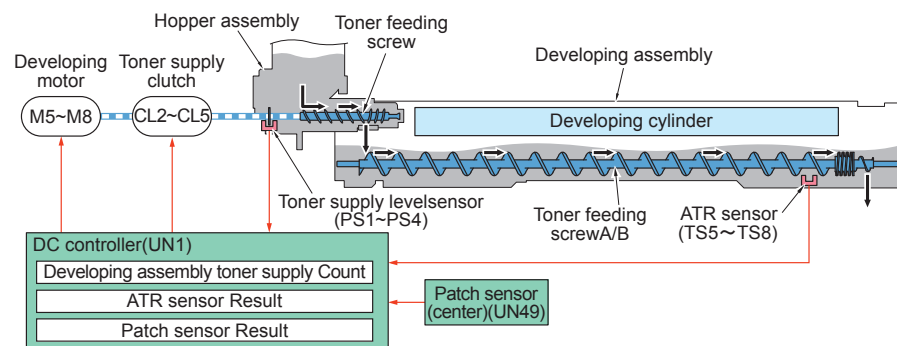 Hopper assembly
Toner feeding
screw
Developing
motor
Toner supply
clutch
Developing assembly
M5~M8
CL2~CL5
Developing cylinder
Toner supply levelsensor
(PS1~PS4)
Toner feeding
screwA/B
ATR sensor
(TS5～TS8)
DC controller(UN1)
Developing assembly toner supply Count
ATR sensor Result
Patch sensor Result
Patch sensor
(center)(UN49)